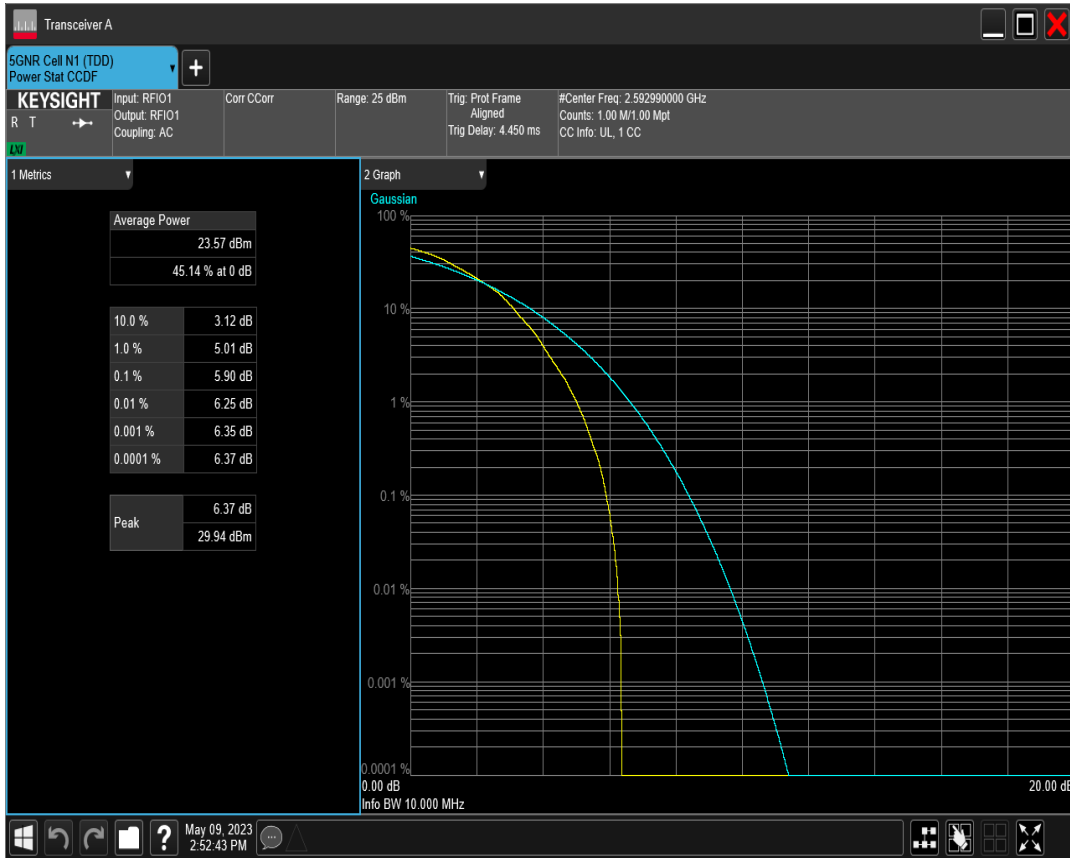 Transceiver A
5GNR Cell N1 (TDD)
Power Stat CCDF
+
KEYSIGHT
R T
LXI
Input: RFIO1
Output: RFIO1
Coupling: AC
Corr CCorr
Range: 25 dBm
Trig: Prot Frame
Aligned
Trig Delay: 4.450 ms
#Center Freq: 2.592990000 GHz
Counts: 1.00 M/1.00 Mpt
CC Info: UL, 1 CC
1 Metrics
Average Power
23.57 dBm
45.14 % at 0 dB
10.0 % 3.12 dB
1.0 % 5.01 dB
0.1 % 5.90 dB
0.01 % 6.25 dB
0.001 % 6.35 dB
0.0001 % 6.37 dB
Peak 6.37 dB
29.94 dBm
2 Graph
Gaussian
100 %
10 %
1 %
0.1 %
0.01 %
0.001 %
0.0001 %
0.00 dB 20.00 dB
Info BW 10.000 MHz
?
May 09, 2023
2:52:43 PM